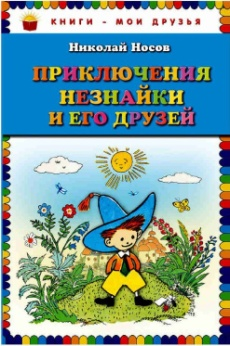 КНИГИ - МОИ ДРУЗЬЯ
Николай Носов
ПРИКЛЮЧЕНИЯ
НЕЗНАЙКИ
И ЕГО ДРУЗЕЙ